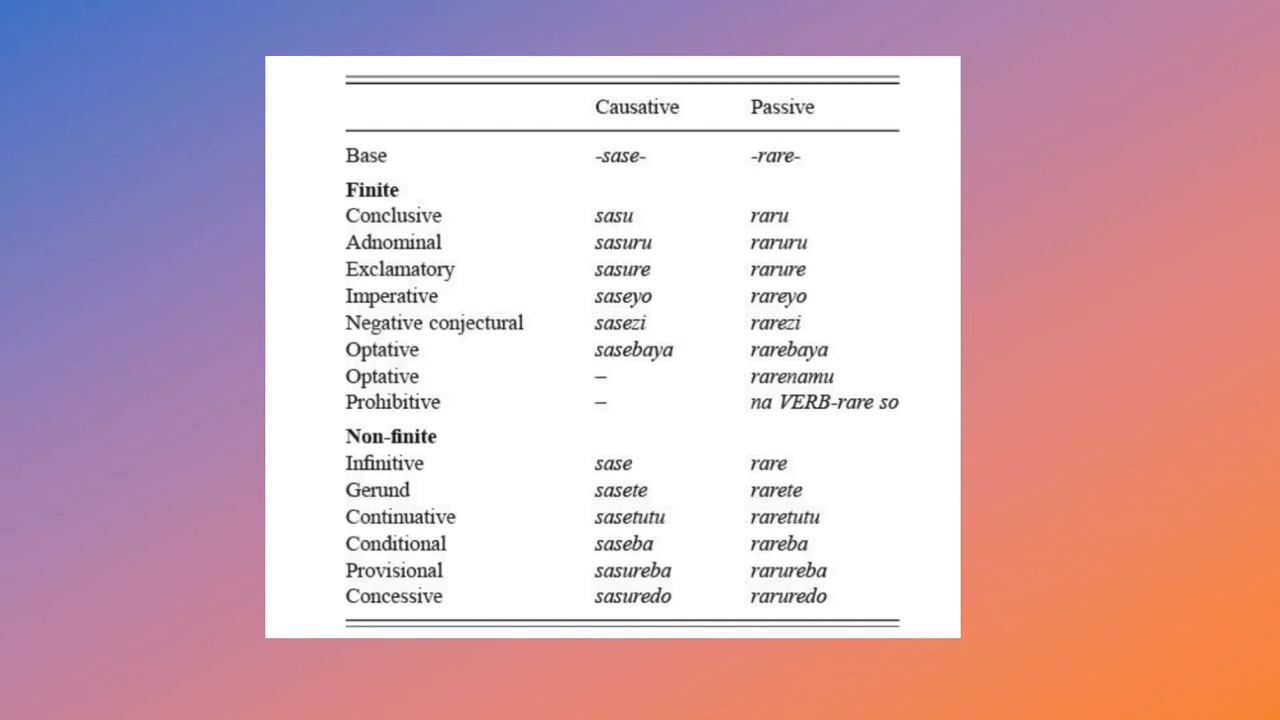 Causative Passive
Base -sase- -rare-
Finite
Conclusive sasu raru
Adnominal sasuru raruru
Exclamatory sasure rarure
Imperative saseyo rareyo
Negative conjectural sasezi rarezi
Optative sasebaya rarebaya
Optative – rarenamu
Prohibitive – na VERB-rare so
Non-finite
Infinitive sase rare
Gerund sasete rarete
Continuative sasetutu raretutu
Conditional saseba rareba
Provisional sasureba rarureba
Concessive sasuredo raruredo